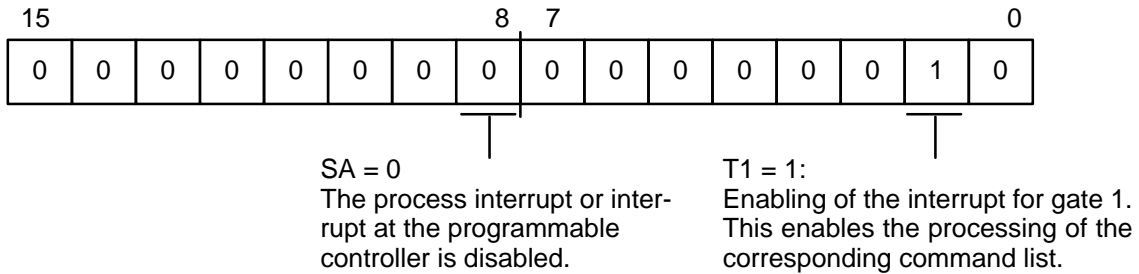 15 8 7 0
0 0 0 0 0 0 0 0 0 0 0 0 0 0 1 0
SA = 0
The process interrupt or inter-
rupt at the programmable
controller is disabled.
T1 = 1:
Enabling of the interrupt for gate 1.
This enables the processing of the
corresponding command list.